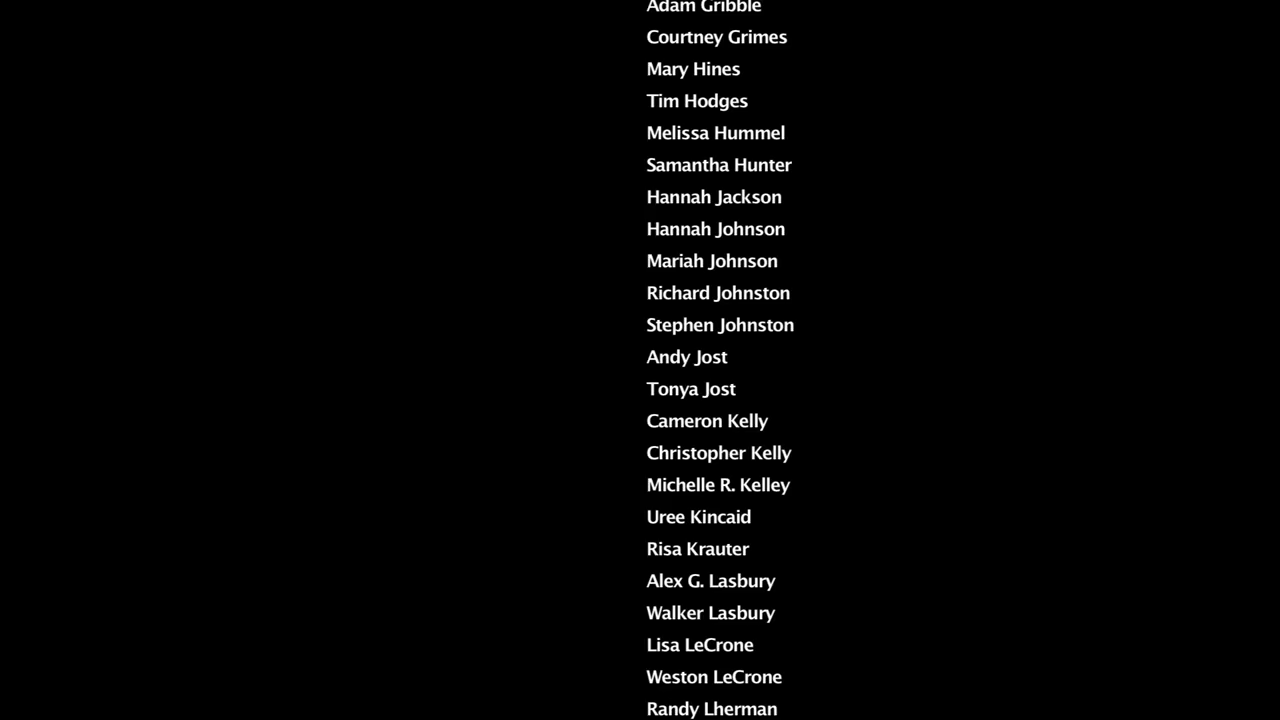 Adam Gribble
Courtney Grimes
Mary Hines
Tim Hodges
Melissa Hummel
Samantha Hunter
Hannah Jackson
Hannah Johnson
Mariah Johnson
Richard Johnston
Stephen Johnston
Andy Jost
Tonya Jost
Cameron Kelly
Christopher Kelly
Michelle R. Kelley
Uree Kincaid
Risa Krauter
Alex G. Lasbury
Walker Lasbury
Lisa LeCrone
Weston LeCrone
Randy Lherman